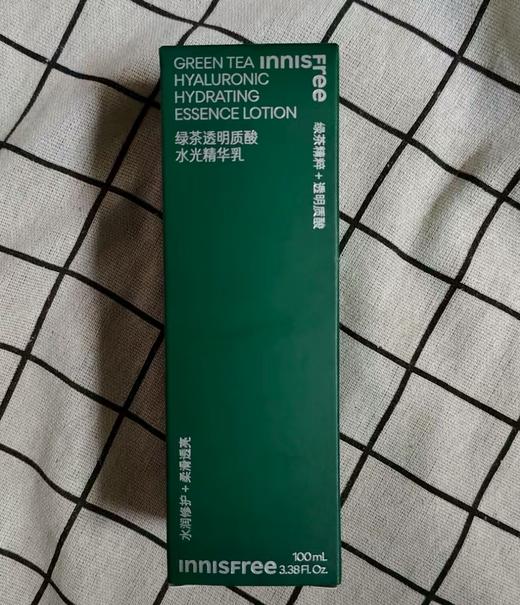 GREEN TEA
HYALURONIC
HYDRATING
ESSENCE LOTION
innisFree
绿茶透明质酸
水光精华乳
绿茶精粹 + 透明质酸
水润修护 + 柔滑透亮
innisFree
100 mL
3.38 Fl. Oz.